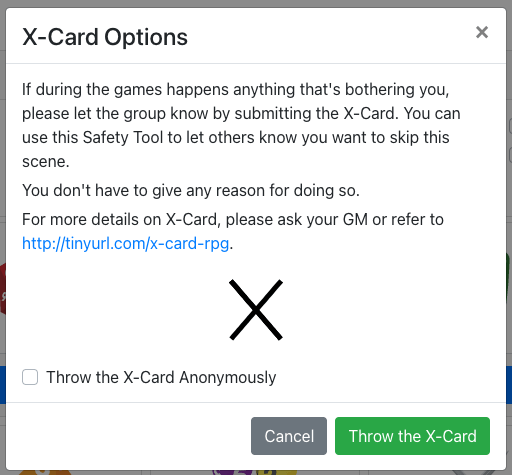 X-Card Options
×
If during the games happens anything that's bothering you,
please let the group know by submitting the X-Card. You can
use this Safety Tool to let others know you want to skip this
scene.
You don't have to give any reason for doing so.
For more details on X-Card, please ask your GM or refer to
http://tinyurl.com/x-card-rpg.
X
Throw the X-Card Anonymously
Cancel
Throw the X-Card